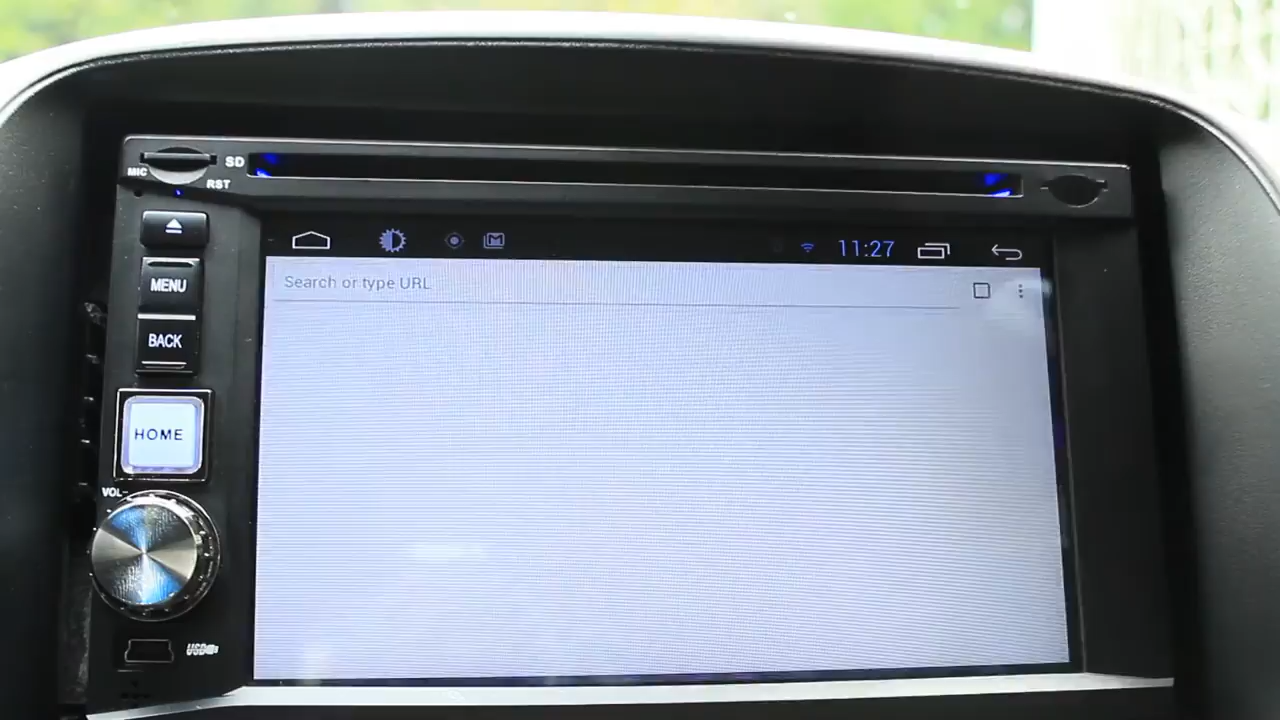 MIC
SD
RST
MENU
BACK
HOME
VOL-
USB
11:27
Search or type URL